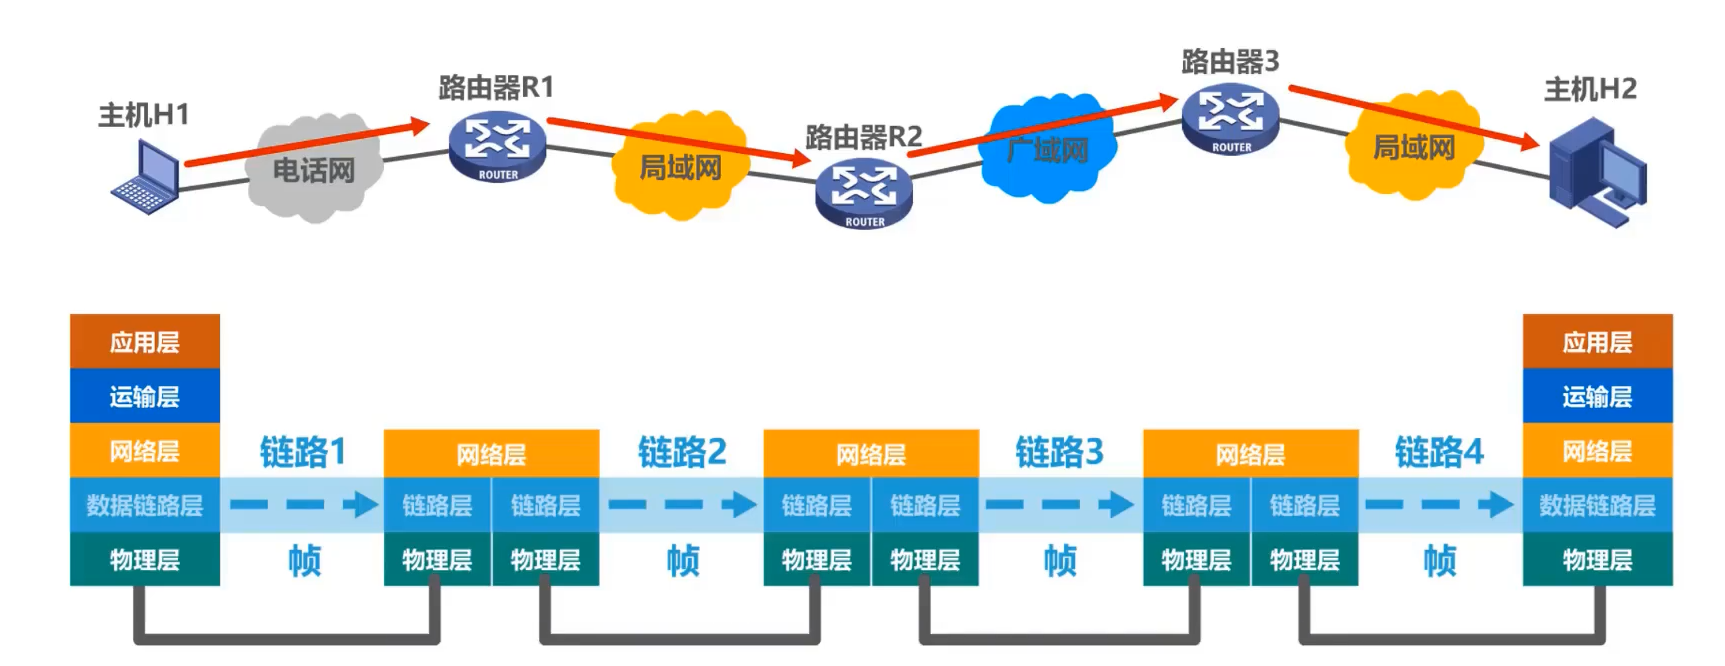 主机H1
路由器R1
路由器R2
路由器3
主机H2
电话网
局域网
广域网
局域网
ROUTER
ROUTER
ROUTER
应用层
运输层
网络层
数据链路层
物理层
链路1
帧
网络层
链路层 链路层
物理层 物理层
链路2
帧
网络层
链路层 链路层
物理层 物理层
链路3
帧
网络层
链路层 链路层
物理层 物理层
链路4
帧
应用层
运输层
网络层
数据链路层
物理层